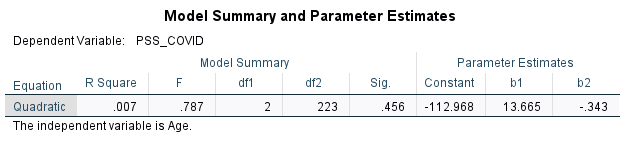 Model Summary and Parameter Estimates
Dependent Variable: PSS_COVID
Model Summary Parameter Estimates
Equation R Square F df1 df2 Sig. Constant b1 b2
Quadratic .007 .787 2 223 .456 -112.968 13.665 -.343
The independent variable is Age.